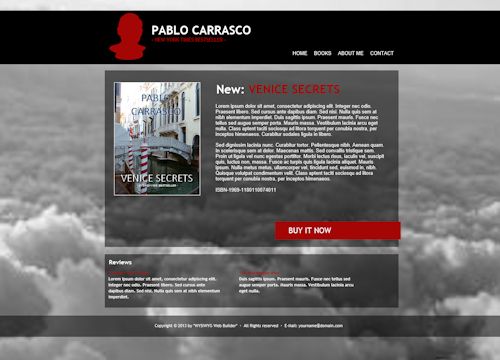 PABLO CARRASCO
- NEW YORK TIMES BESTSELLER -
HOME BOOKS ABOUT ME CONTACT
PABLO
CARRASCO
VENICE SECRETS
New: VENICE SECRETS
Lorem ipsum dolor sit amet, consectetur adipiscing elit. Integer nec odio.
Praesent libero. Sed cursus ante dapibus diam. Sed nisi. Nulla quis sem at
nibh elementum imperdiet. Duis sagittis ipsum. Praesent mauris. Fusce nec
tellus sed augue semper porta. Mauris massa. Vestibulum lacinia arcu eget
nulla. Class aptent taciti sociosqu ad litora torquent per conubia nostra, per
inceptos himenaeos. Curabitur sodales ligula in libero.
Sed dignissim lacinia nunc. Curabitur tortor. Pellentesque nibh. Aenean quam.
In scelerisque sem at dolor. Maecenas mattis. Sed convallis tristique sem.
Proin ut ligula vel nunc egestas porttitor. Morbi lectus risus, iaculis vel, suscipit
quis, luctus non, massa. Fusce ac turpis quis ligula lacinia aliquet. Mauris
ipsum. Nulla metus metus, ullamcorper vel, tincidunt sed, euismod in, nibh.
Quisque volutpat condimentum velit. Class aptent taciti sociosqu ad litora
torquent per conubia nostra, per inceptos himenaeos.
ISBN-1969-1180110074011
BUY IT NOW
Reviews
Lorem ipsum dolor sit amet, consectetur adipiscing elit.
Integer nec odio. Praesent libero. Sed cursus ante
dapibus diam. Sed nisi. Nulla quis sem at nibh elementum
imperdiet.
Duis sagittis ipsum. Praesent mauris. Fusce nec
tellus sed augue semper porta. Mauris massa.
Vestibulum lacinia arcu
eget nulla.
Copyright © 2013 by "WYSIWYG Web Builder" · All Rights reserved · E-Mail: yourname@domain.com